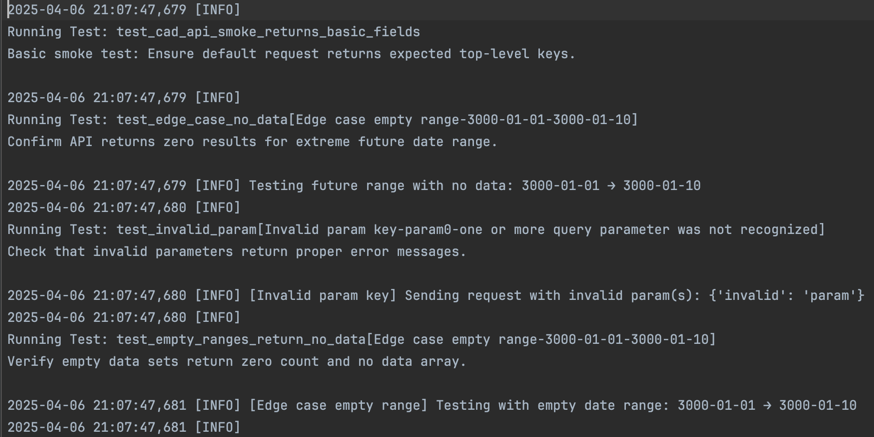 2025-04-06 21:07:47,679 [INFO]
Running Test: test_cad_api_smoke_returns_basic_fields
Basic smoke test: Ensure default request returns expected top-level keys.
2025-04-06 21:07:47,679 [INFO]
Running Test: test_edge_case_no_data[Edge case empty range-3000-01-01-3000-01-10]
Confirm API returns zero results for extreme future date range.
2025-04-06 21:07:47,679 [INFO] Testing future range with no data: 3000-01-01 → 3000-01-10
2025-04-06 21:07:47,680 [INFO]
Running Test: test_invalid_param[Invalid param key-param0-one or more query parameter was not recognized]
Check that invalid parameters return proper error messages.
2025-04-06 21:07:47,680 [INFO] [Invalid param key] Sending request with invalid param(s): {'invalid': 'param'}
2025-04-06 21:07:47,680 [INFO]
Running Test: test_empty_ranges_return_no_data[Edge case empty range-3000-01-01-3000-01-10]
Verify empty data sets return zero count and no data array.
2025-04-06 21:07:47,681 [INFO] [Edge case empty range] Testing with empty date range: 3000-01-01 → 3000-01-10
2025-04-06 21:07:47,681 [INFO]